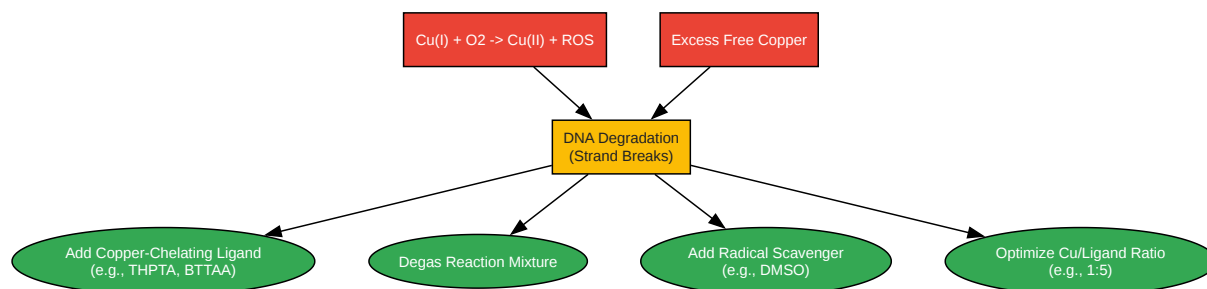 Cu(I) + O2 -> Cu(II) + ROS
Excess Free Copper
DNA Degradation
(Strand Breaks)
Add Copper-Chelating Ligand
(e.g., THPTA, BTTAA)
Degas Reaction Mixture
Add Radical Scavenger
(e.g., DMSO)
Optimize Cu/Ligand Ratio
(e.g., 1:5)